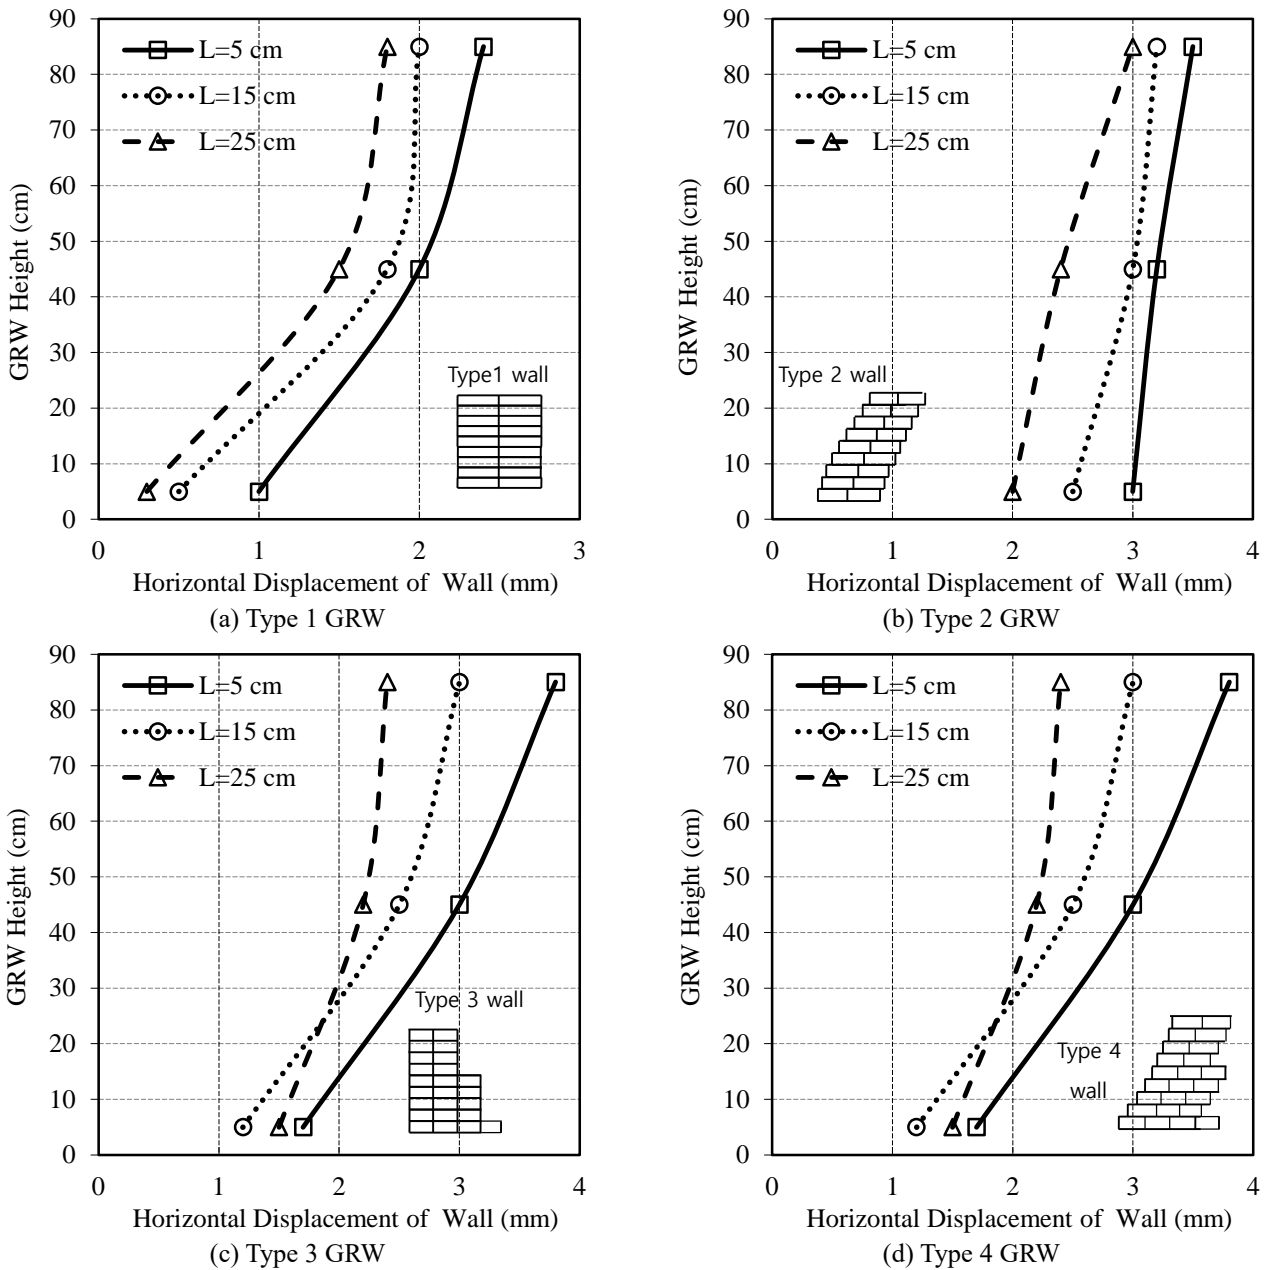 90
80
70
60
50
40
30
20
10
0
GRW Height (cm)
L=5 cm
L=15 cm
L=25 cm
Type1 wall
0 1 2 3
Horizontal Displacement of Wall (mm)
(a) Type 1 GRW
90
80
70
60
50
40
30
20
10
0
GRW Height (cm)
L=5 cm
L=15 cm
L=25 cm
Type 2 wall
0 1 2 3 4
Horizontal Displacement of Wall (mm)
(b) Type 2 GRW
90
80
70
60
50
40
30
20
10
0
GRW Height (cm)
L=5 cm
L=15 cm
L=25 cm
Type 3 wall
0 1 2 3 4
Horizontal Displacement of Wall (mm)
(c) Type 3 GRW
90
80
70
60
50
40
30
20
10
0
GRW Height (cm)
L=5 cm
L=15 cm
L=25 cm
Type 4
wall
0 1 2 3 4
Horizontal Displacement of Wall (mm)
(d) Type 4 GRW